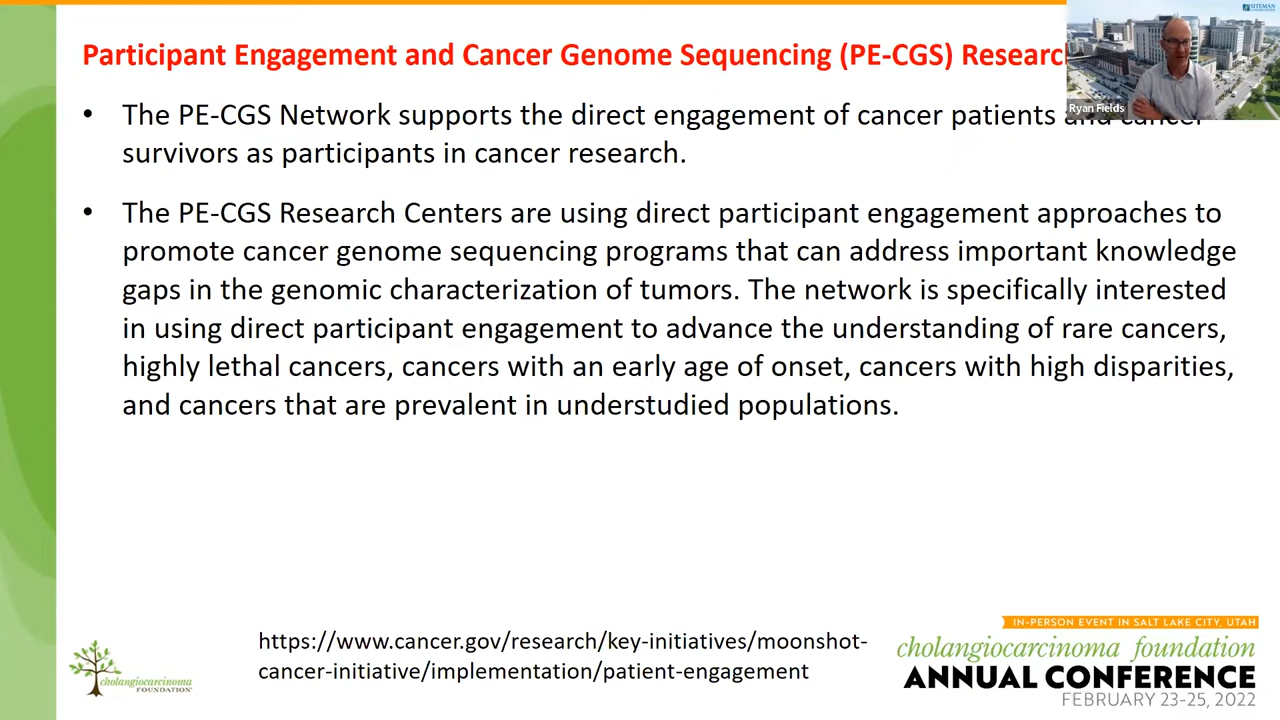 SITEMAN
Participant Engagement and Cancer Genome Sequencing (PE-CGS) Research
Ryan Fields
• The PE-CGS Network supports the direct engagement of cancer patients and cancer
survivors as participants in cancer research.
• The PE-CGS Research Centers are using direct participant engagement approaches to
promote cancer genome sequencing programs that can address important knowledge
gaps in the genomic characterization of tumors. The network is specifically interested
in using direct participant engagement to advance the understanding of rare cancers,
highly lethal cancers, cancers with an early age of onset, cancers with high disparities,
and cancers that are prevalent in understudied populations.
https://www.cancer.gov/research/key-initiatives/moonshot-
cancer-initiative/implementation/patient-engagement
cholangiocarcinoma
FOUNDATION
IN-PERSON EVENT IN SALT LAKE CITY, UTAH
cholangiocarcinoma foundation
ANNUAL CONFERENCE
FEBRUARY 23-25, 2022